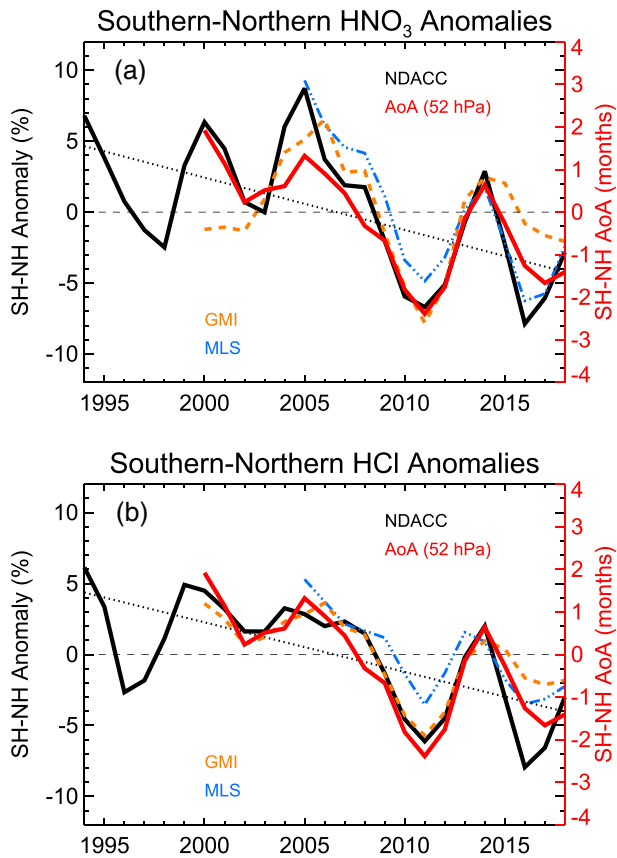 Southern-Northern HNO3 Anomalies
(a)
NDACC
AoA (52 hPa)
GMI
MLS
SH-NH Anomaly (%)
10
5
0
-5
-10
SH-NH AoA (months)
4
3
2
1
0
-1
-2
-3
-4
1995 2000 2005 2010 2015
Southern-Northern HCl Anomalies
(b)
NDACC
AoA (52 hPa)
GMI
MLS
SH-NH Anomaly (%)
10
5
0
-5
-10
SH-NH AoA (months)
4
3
2
1
0
-1
-2
-3
-4
1995 2000 2005 2010 2015